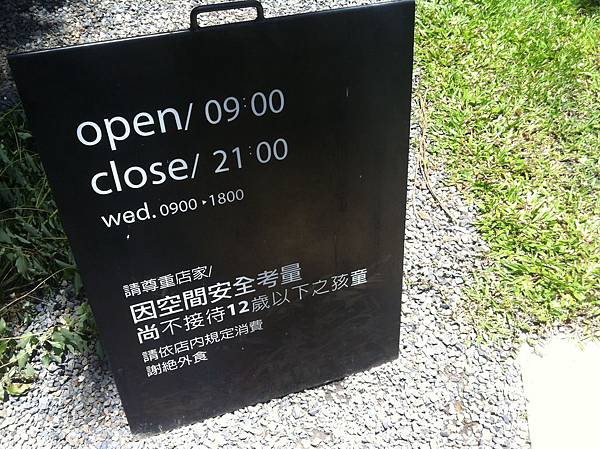 open/ 09:00
close/ 21:00
wed. 0900 ▸ 1800
請尊重店家/
因空間安全考量
尚不接待12歲以下之孩童
請依店內規定消費
謝絕外食